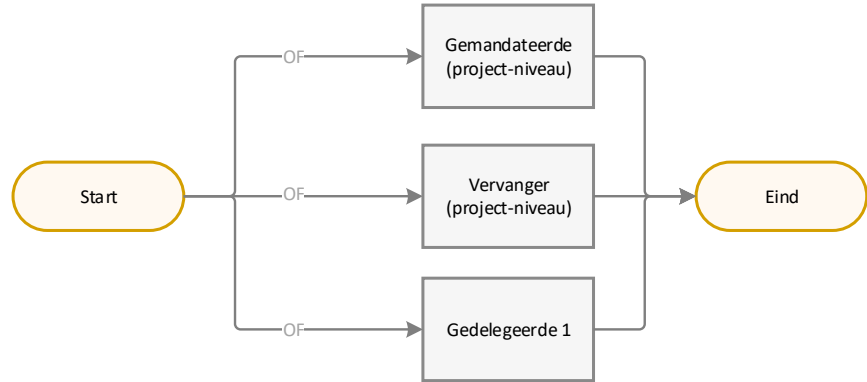 OF
Gemandateerde
(project-niveau)
Start
OF
Vervanger
(project-niveau)
Eind
OF
Gedelegeerde 1